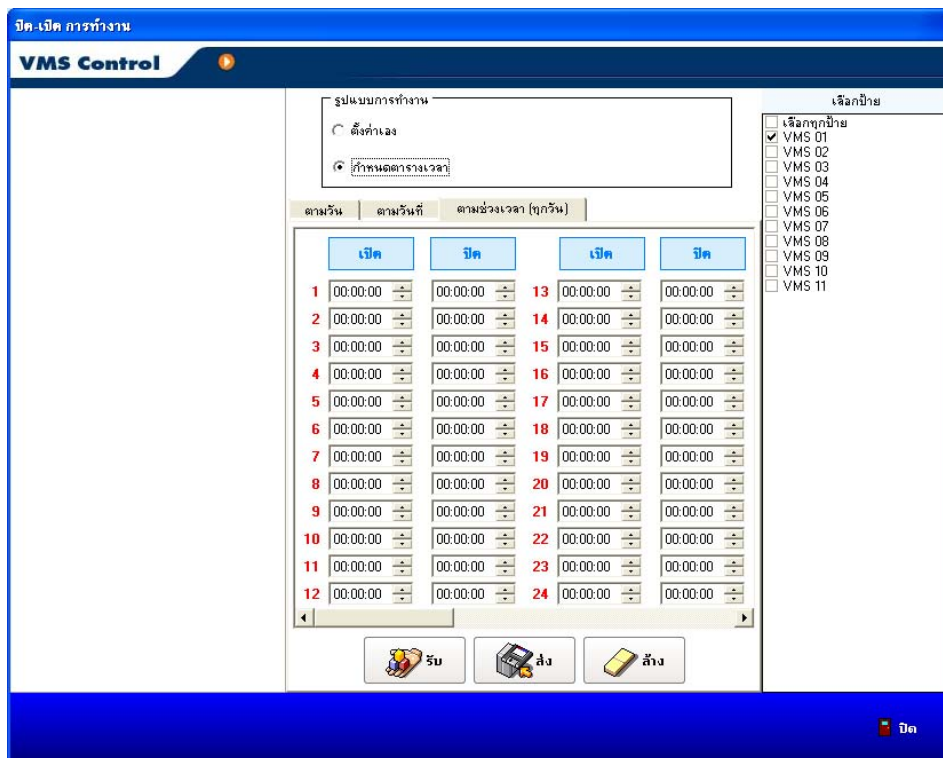 ปิด-เปิด การทำงาน
VMS Control
รูปแบบการทำงาน
ตั้งค่าเอง
กำหนดตารางเวลา
ตามวัน ตามวันที่ ตามช่วงเวลา (ทุกวัน)
เปิด ปิด เปิด ปิด
1 00:00:00 00:00:00 13 00:00:00 00:00:00
2 00:00:00 00:00:00 14 00:00:00 00:00:00
3 00:00:00 00:00:00 15 00:00:00 00:00:00
4 00:00:00 00:00:00 16 00:00:00 00:00:00
5 00:00:00 00:00:00 17 00:00:00 00:00:00
6 00:00:00 00:00:00 18 00:00:00 00:00:00
7 00:00:00 00:00:00 19 00:00:00 00:00:00
8 00:00:00 00:00:00 20 00:00:00 00:00:00
9 00:00:00 00:00:00 21 00:00:00 00:00:00
10 00:00:00 00:00:00 22 00:00:00 00:00:00
11 00:00:00 00:00:00 23 00:00:00 00:00:00
12 00:00:00 00:00:00 24 00:00:00 00:00:00
รับ ส่ง ล้าง
เลือกป้าย
เลือกทุกป้าย
VMS 01
VMS 02
VMS 03
VMS 04
VMS 05
VMS 06
VMS 07
VMS 08
VMS 09
VMS 10
VMS 11
ปิด